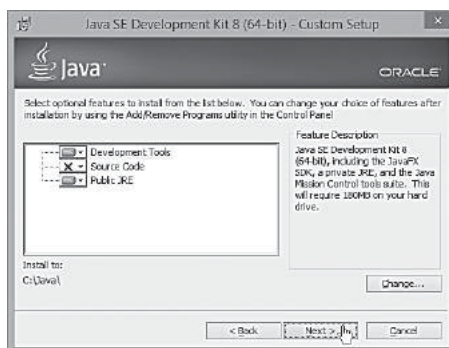 Java SE Development Kit 8 (64-bit) - Custom Setup
Java
ORACLE
Select optional features to install from the list below. You can change your choice of features after
installation by using the Add/Remove Programs utility in the Control Panel
Development Tools
Source Code
Public JRE
Feature Description
Java SE Development Kit 8
(64-bit), including the JavaFX
SDK, a private JRE, and the Java
Mission Control tools suite. This
will require 180MB on your hard
drive.
Install to:
C:\Java\
Change...
< Back
Next >
Cancel